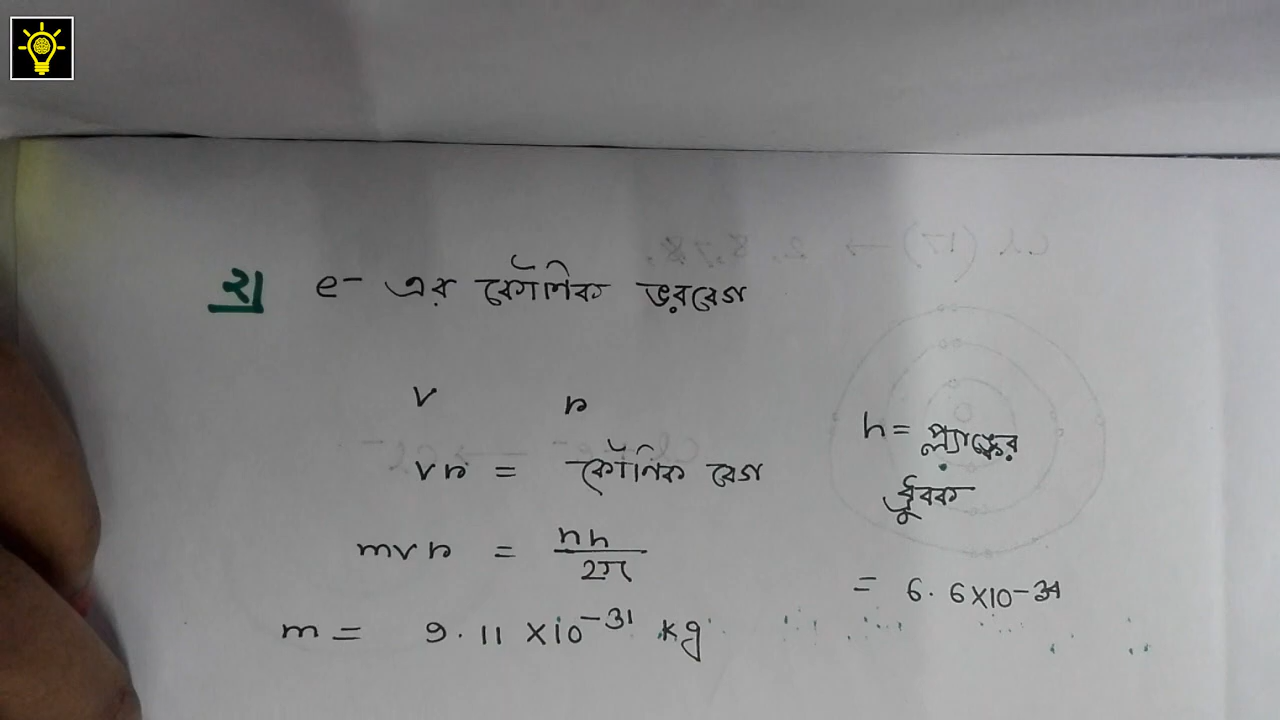 ২। e⁻ এর কৌণিক ভরবেগ
v r
vr = কৌনিক বেগ
mvr = nh/2π
m = 9.11 x10⁻³¹ kg
h = প্ল্যাঙ্কের
ধ্রুবক
= 6.6x10⁻³⁴